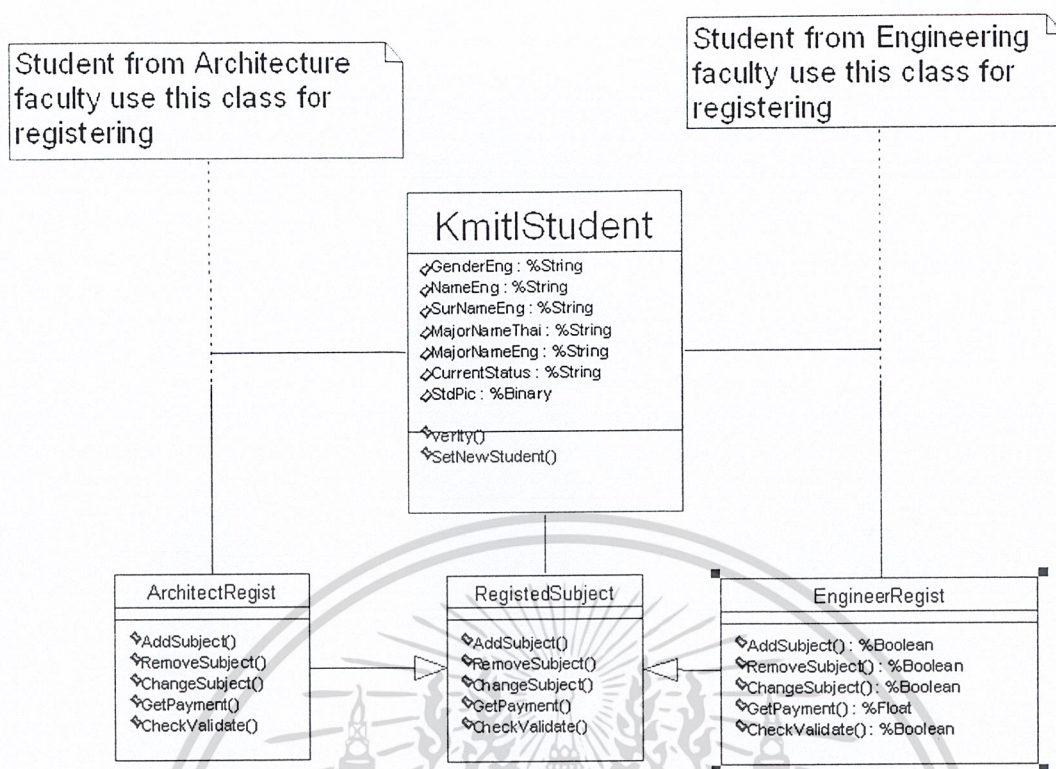 Student from Architecture
faculty use this class for
registering
Student from Engineering
faculty use this class for
registering
KmitlStudent
GenderEng : %String
NameEng : %String
SurNameEng : %String
MajorNameThai : %String
MajorNameEng : %String
CurrentStatus : %String
StdPic : %Binary
verity()
SetNewStudent()
ArchitectRegist
AddSubject()
RemoveSubject()
ChangeSubject()
GetPayment()
CheckValidate()
RegistedSubject
AddSubject()
RemoveSubject()
ChangeSubject()
GetPayment()
CheckValidate()
EngineerRegist
AddSubject() : %Boolean
RemoveSubject() : %Boolean
ChangeSubject() : %Boolean
GetPayment() : %Float
CheckValidate() : %Boolean